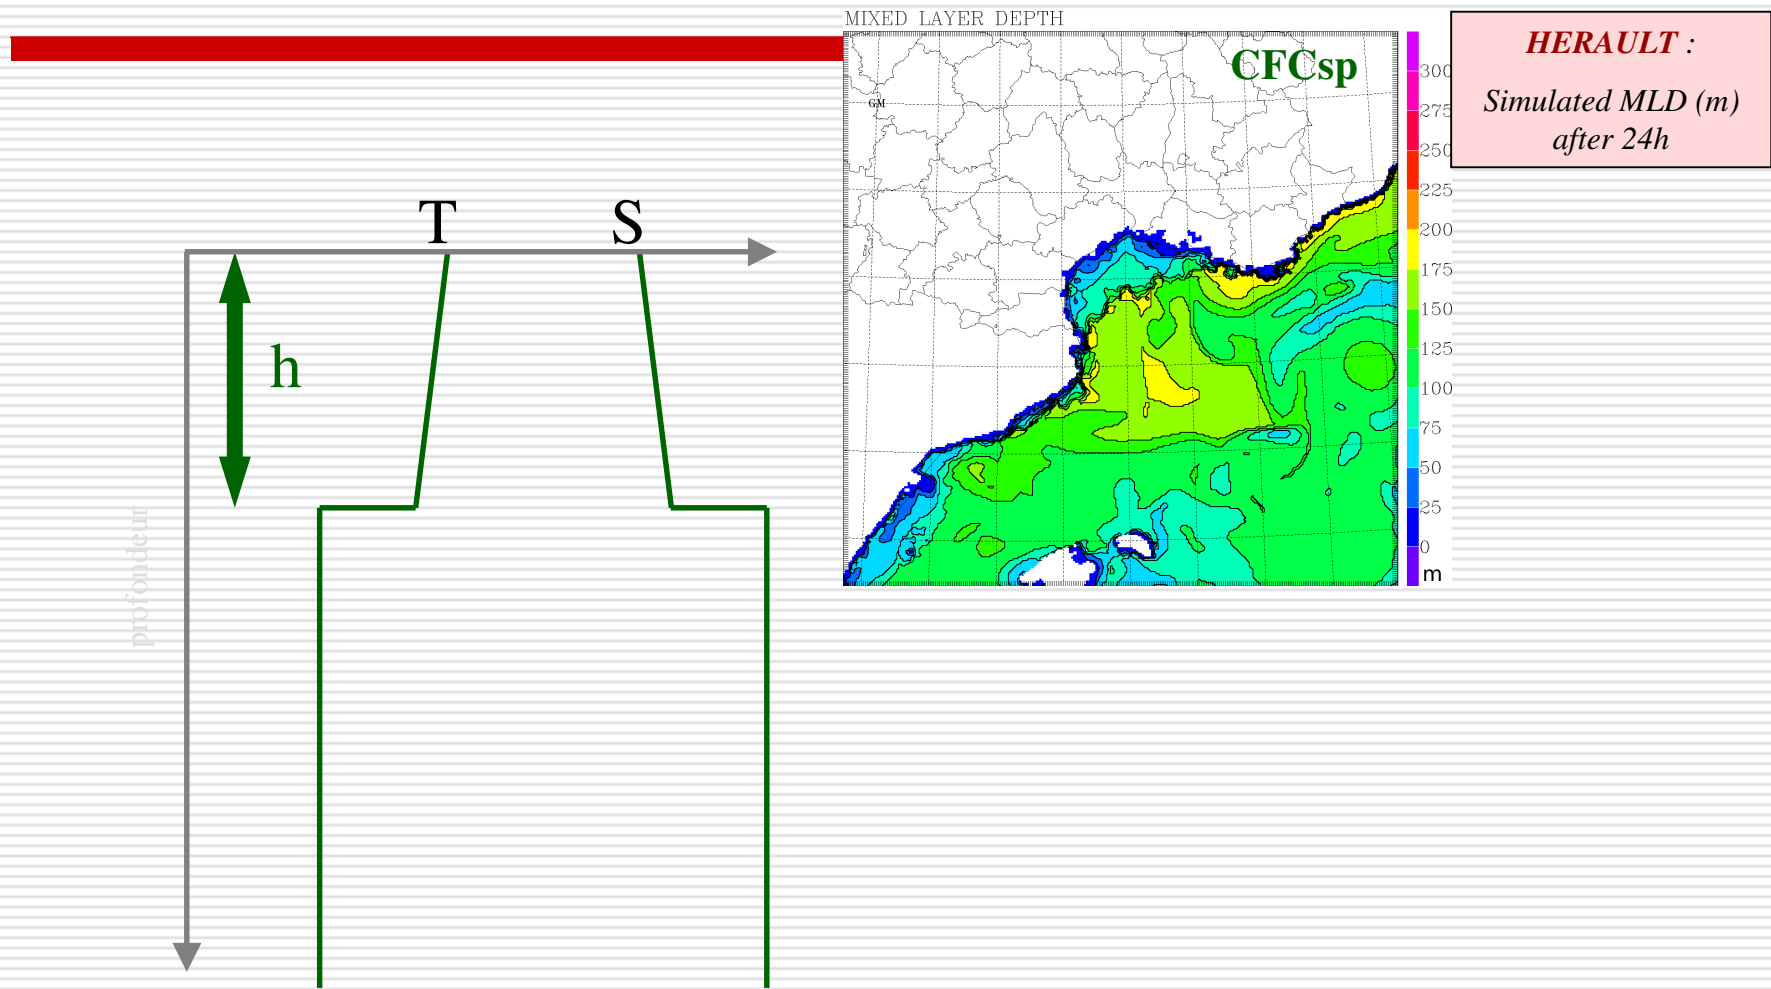 MIXED LAYER DEPTH
CFCsp
GM
HERAULT :
Simulated MLD (m)
after 24h
T
S
h
profondeur
300
275
250
225
200
175
150
125
100
75
50
25
0
m